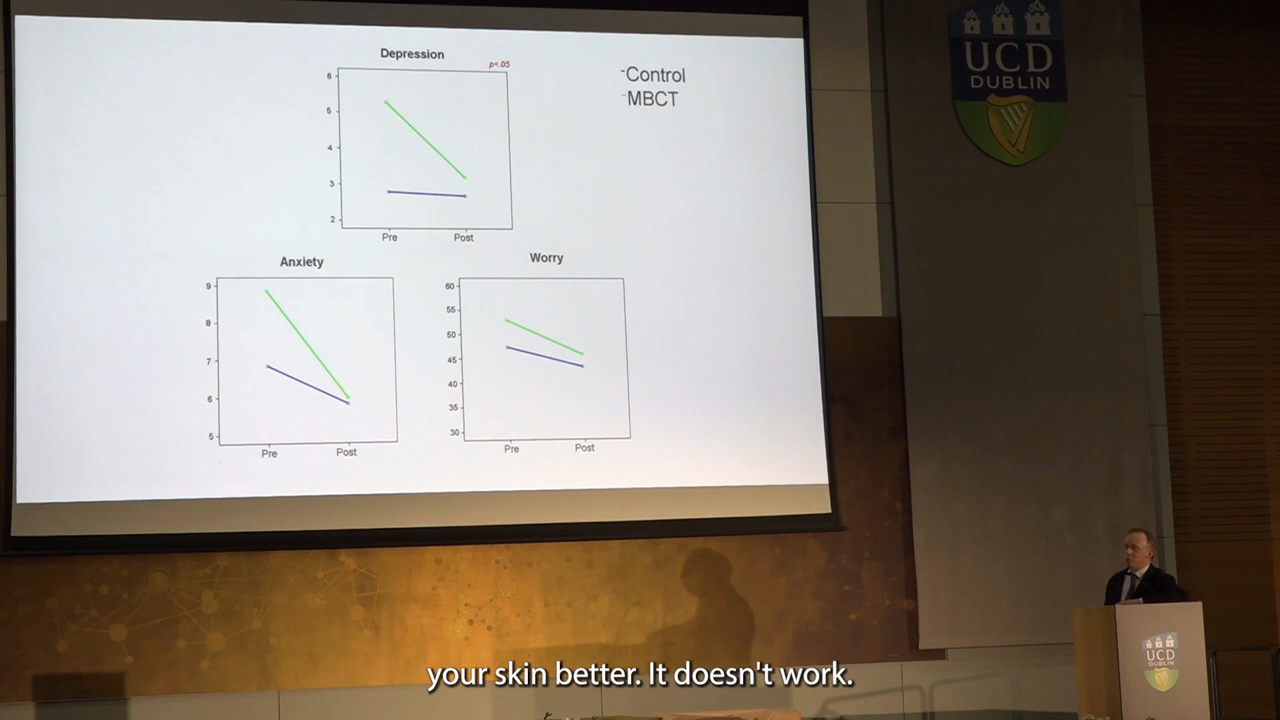 Depression
p<.05
6
5
4
3
2
Pre Post
-Control
-MBCT
Anxiety
9
8
7
6
5
Pre Post
Worry
60
55
50
45
40
35
30
Pre Post
UCD
DUBLIN
UCD
DUBLIN
your skin better. It doesn't work.